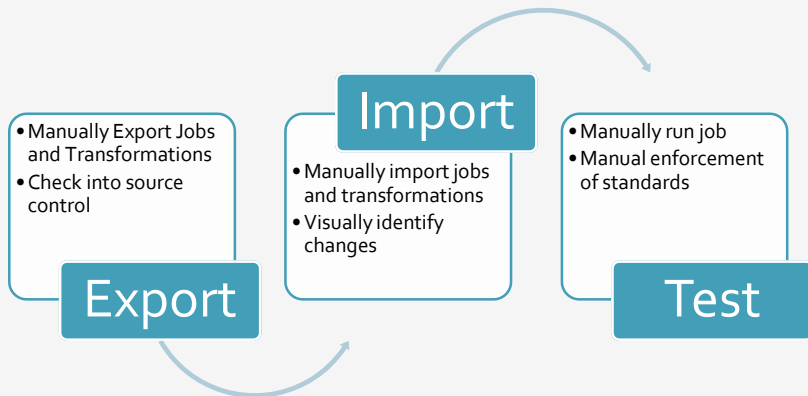 • Manually Export Jobs
and Transformations
• Check into source
control
Export
Import
• Manually import jobs
and transformations
• Visually identify
changes
• Manually run job
• Manual enforcement
of standards
Test